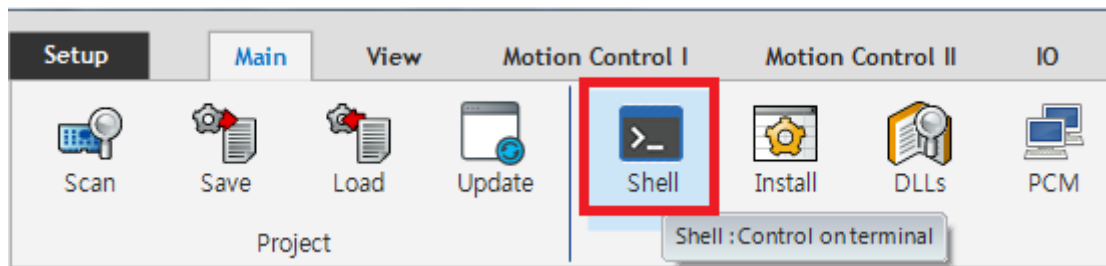 Setup Main View Motion Control I Motion Control II IO
>_
Scan Save Load Update Shell Install DLLs PCM
Project
Shell : Control on terminal